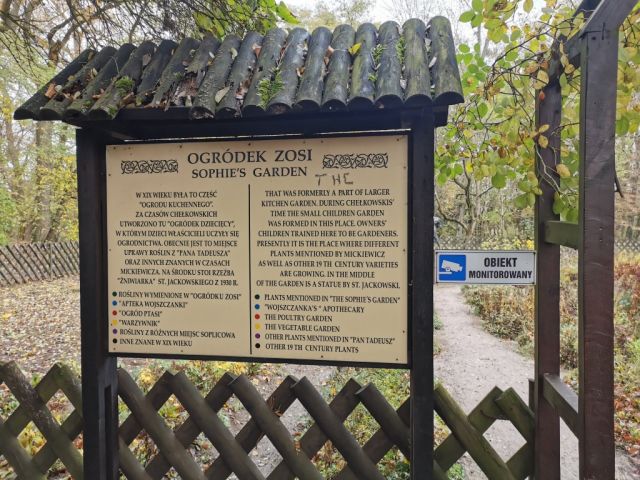 OGRÓDEK ZOSI
SOPHIE'S GARDEN
THE
W XIX WIEKU BYŁA TO CZĘŚĆ
"OGRODU KUCHENNEGO".
ZA CZASÓW CHEŁKOWSKICH
UTWORZONO TU "OGRÓDEK DZIECIĘCY",
W KTÓRYM DZIECI WŁAŚCICIELI UCZYŁY SIĘ
OGRODNICTWA. OBECNIE JEST TO MIEJSCE
UPRAWY ROŚLIN Z "PANA TADEUSZA"
ORAZ INNYCH ZNANYCH W CZASACH
MICKIEWICZA. NA ŚRODKU STOI RZEŹBA
"ŻNIWIARKA" ST. JACKOWSKIEGO Z 1930 R.
ROŚLINY WYMIENIONE W "OGRÓDKU ZOSI"
"APTEKA WOJSZCZANKI"
"OGRÓD PTASI"
"WARZYWNIK"
ROŚLINY Z RÓŻNYCH MIEJSC SOPLICOWA
INNE ZNANE W XIX WIEKU
THAT WAS FORMERLY A PART OF LARGER
KITCHEN GARDEN. DURING CHEŁKOWSKIS'
TIME THE SMALL CHILDREN GARDEN
WAS FORMED IN THIS PLACE. OWNERS'
CHILDREN TRAINED HERE TO BE GARDENERS.
PRESENTLY IT IS THE PLACE WHERE DIFFERENT
PLANTS MENTIONED BY MICKIEWICZ
AS WELL AS OTHER 19TH CENTURY VARIETIES
ARE GROWING. IN THE MIDDLE
OF THE GARDEN IS A STATUE BY ST. JACKOWSKI.
PLANTS MENTIONED IN "THE SOPHIE'S GARDEN"
"WOJSZCZANKA'S" APOTHECARY
THE POULTRY GARDEN
THE VEGETABLE GARDEN
OTHER PLANTS MENTIONED IN "PAN TADEUSZ"
OTHER 19 TH CENTURY PLANTS
OBIEKT
MONITOROWANY